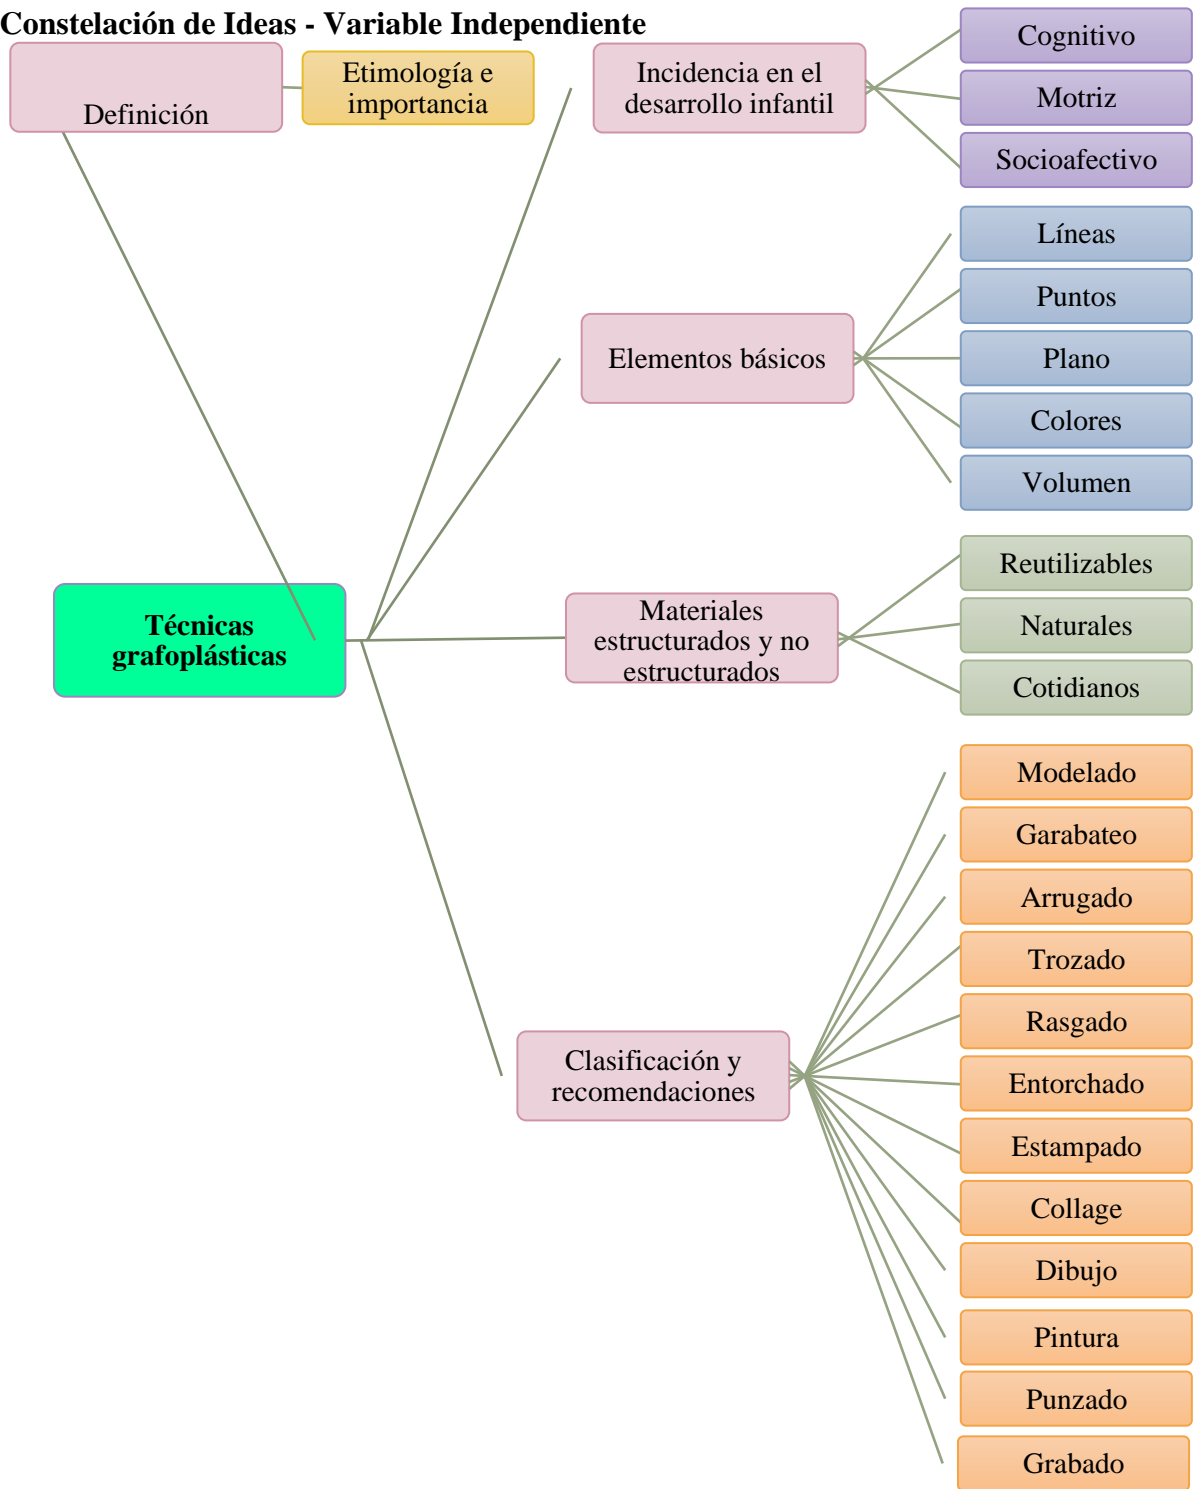 Constelación de Ideas - Variable Independiente
Definición
Etimología e
importancia
Incidencia en el
desarrollo infantil
Cognitivo
Motriz
Socioafectivo
Elementos básicos
Líneas
Puntos
Plano
Colores
Volumen
Técnicas
grafoplásticas
Materiales
estructurados y no
estructurados
Reutilizables
Naturales
Cotidianos
Clasificación y
recomendaciones
Modelado
Garabateo
Arrugado
Trozado
Rasgado
Entorchado
Estampado
Collage
Dibujo
Pintura
Punzado
Grabado